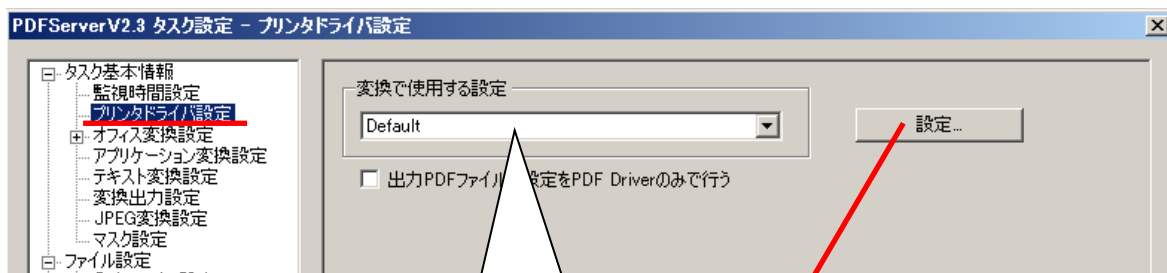 PDFServerV2.3 タスク設定 - プリンタドライバ設定
タスク基本情報
監視時間設定
プリンタドライバ設定
オフィス変換設定
アプリケーション変換設定
テキスト変換設定
変換出力設定
JPEG変換設定
マスク設定
ファイル設定
変換で使用する設定
Default
設定...
出力PDFファイル 設定をPDF Driverのみで行う